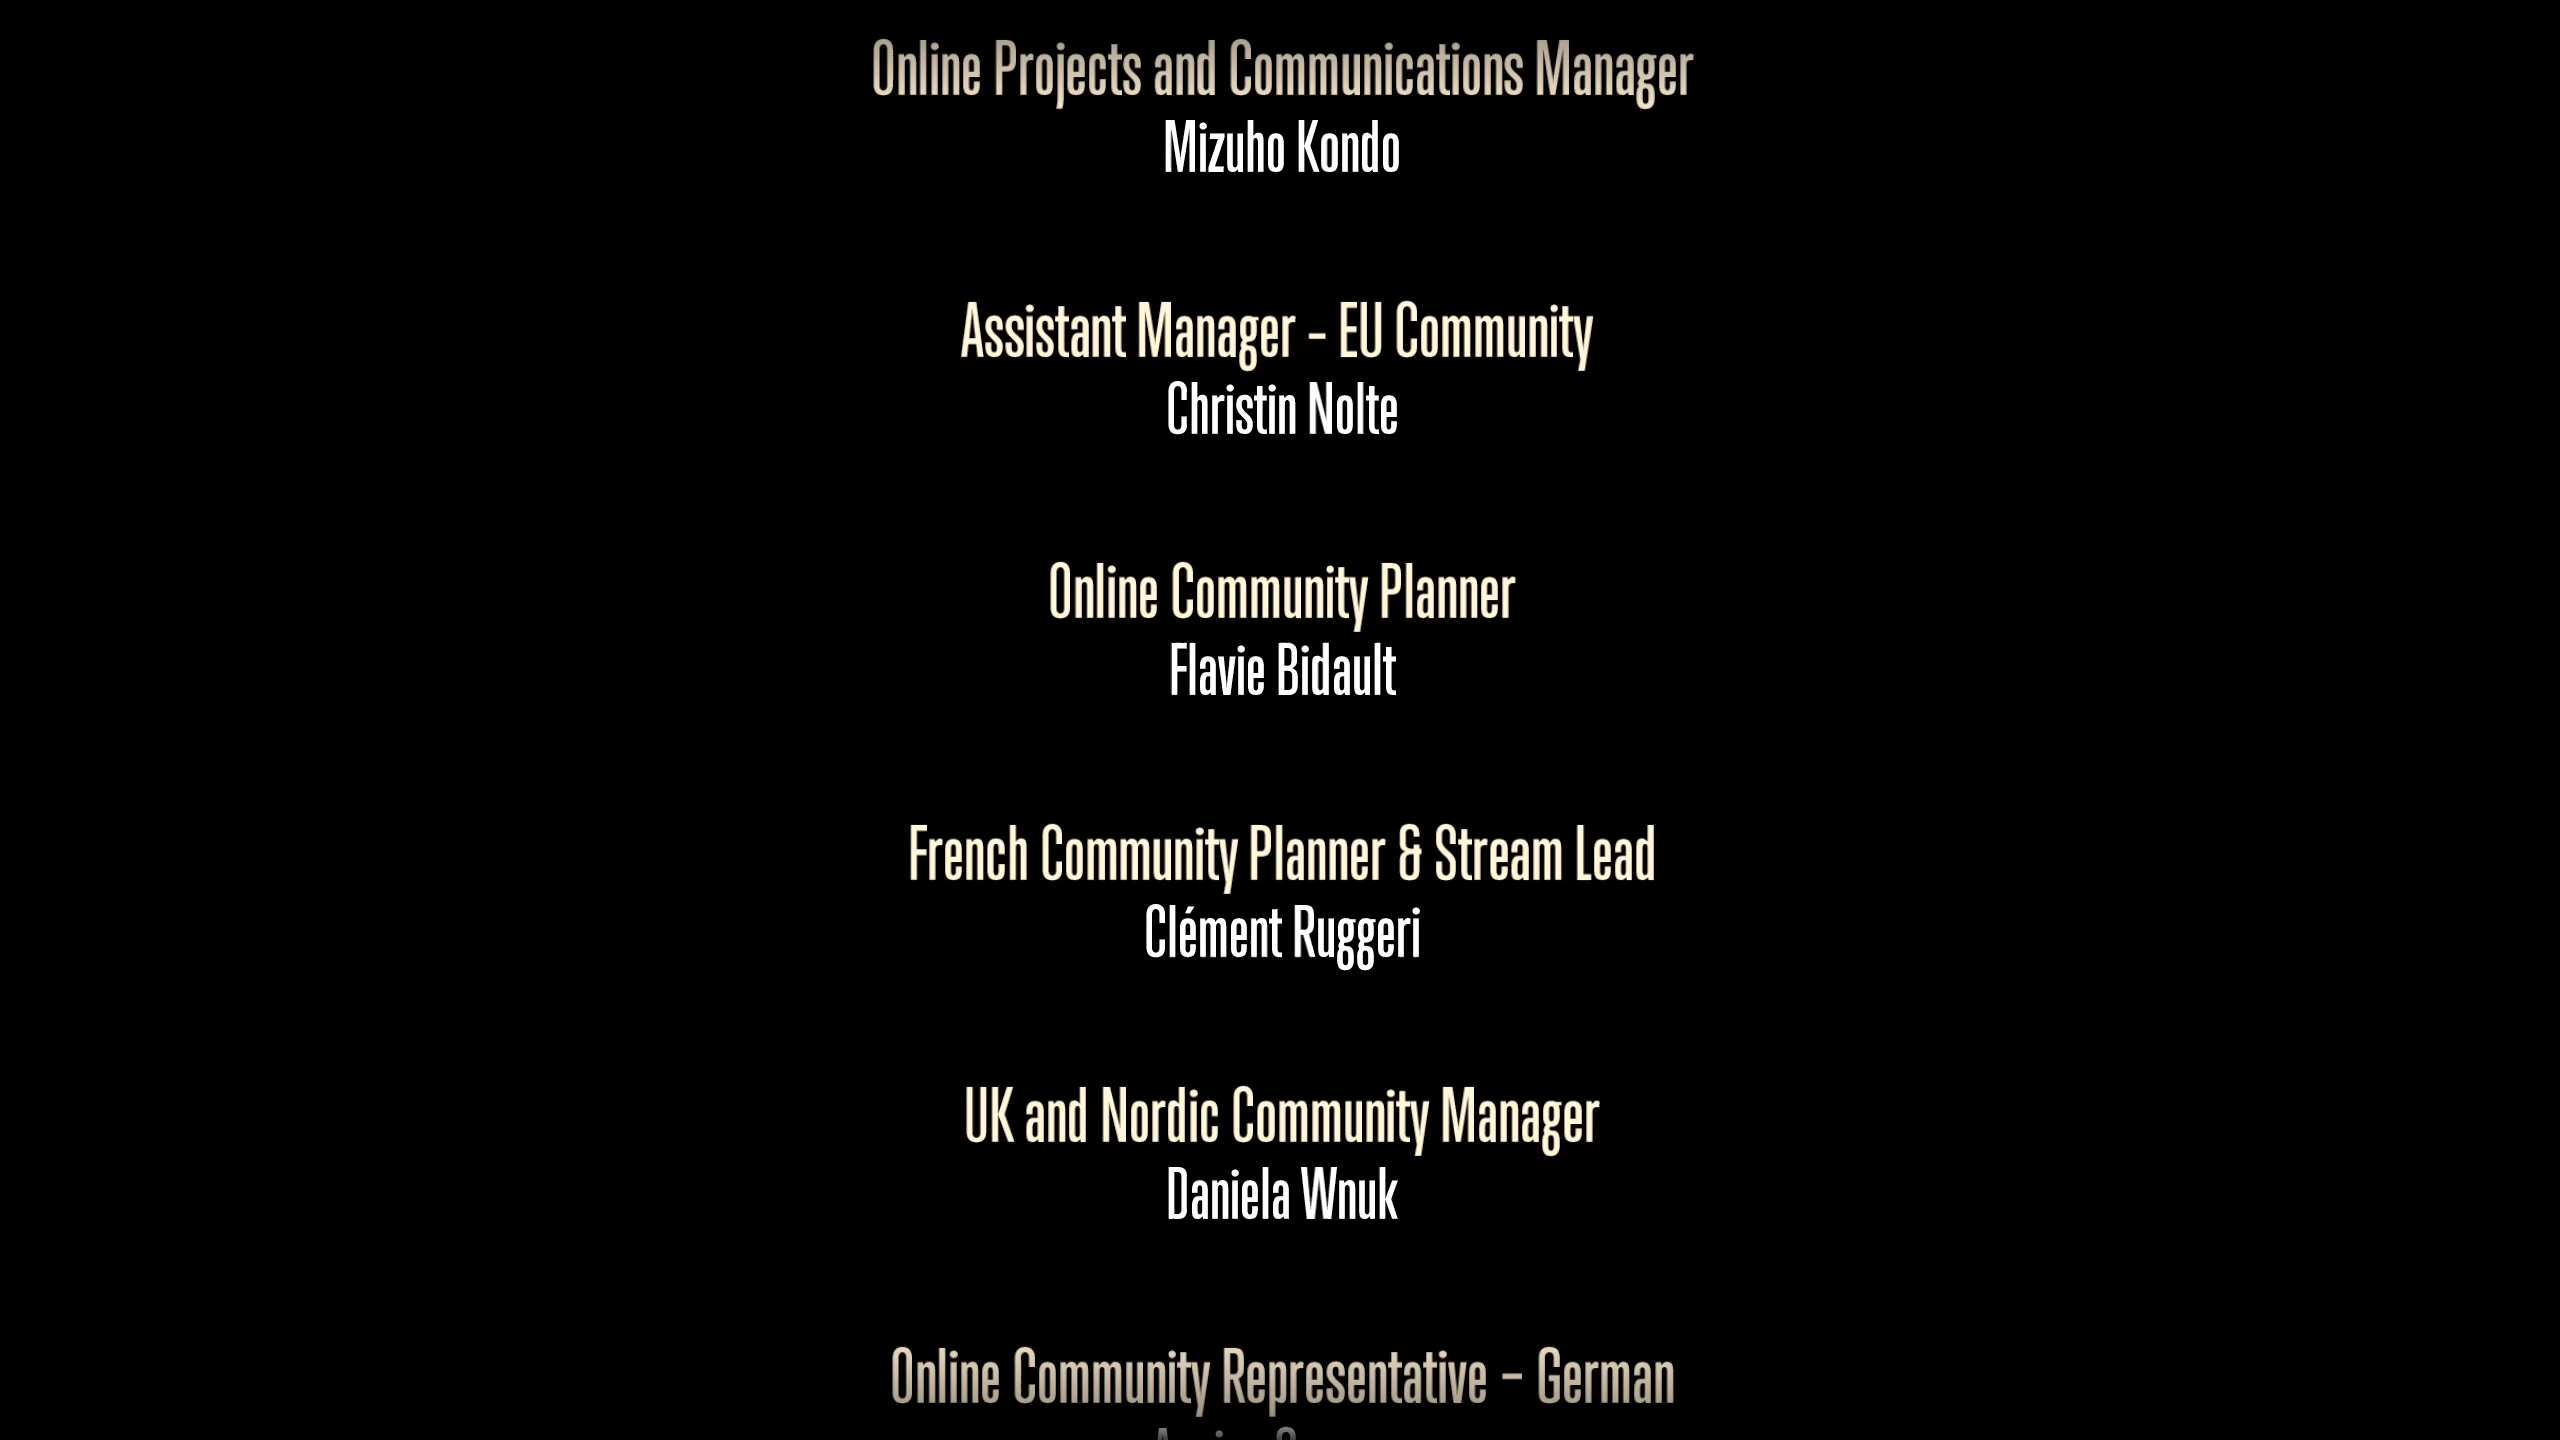 Online Projects and Communications Manager
Mizuho Kondo
Assistant Manager - EU Community
Christin Nolte
Online Community Planner
Flavie Bidault
French Community Planner & Stream Lead
Clément Ruggeri
UK and Nordic Community Manager
Daniela Wnuk
Online Community Representative – German